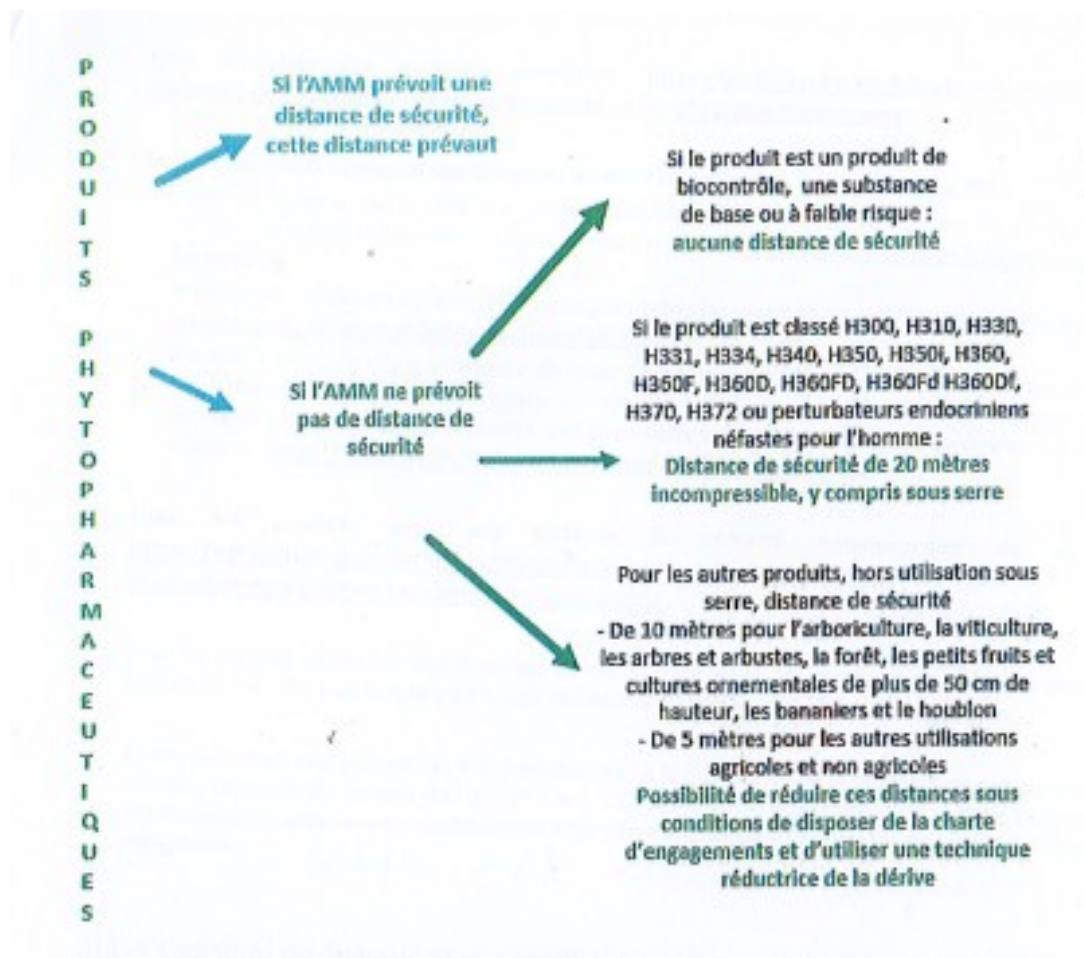 PRODUITS PHYTOPHARMACEUTIQUES
Si l'AMM prévoit une
distance de sécurité,
cette distance prévaut
Si l'AMM ne prévoit
pas de distance de
sécurité
Si le produit est un produit de
biocontrôle, une substance
de base ou à faible risque :
aucune distance de sécurité
Si le produit est classé H300, H310, H330,
H331, H334, H340, H350, H350i, H360,
H360F, H360D, H360FD, H360Fd H360Df,
H370, H372 ou perturbateurs endocriniens
néfastes pour l'homme :
Distance de sécurité de 20 mètres
incompressible, y compris sous serre
Pour les autres produits, hors utilisation sous
serre, distance de sécurité
- De 10 mètres pour l'arboriculture, la viticulture,
les arbres et arbustes, la forêt, les petits fruits et
cultures ornementales de plus de 50 cm de
hauteur, les bananiers et le houblon
- De 5 mètres pour les autres utilisations
agricoles et non agricoles
Possibilité de réduire ces distances sous
conditions de disposer de la charte
d'engagements et d'utiliser une technique
réductrice de la dérive